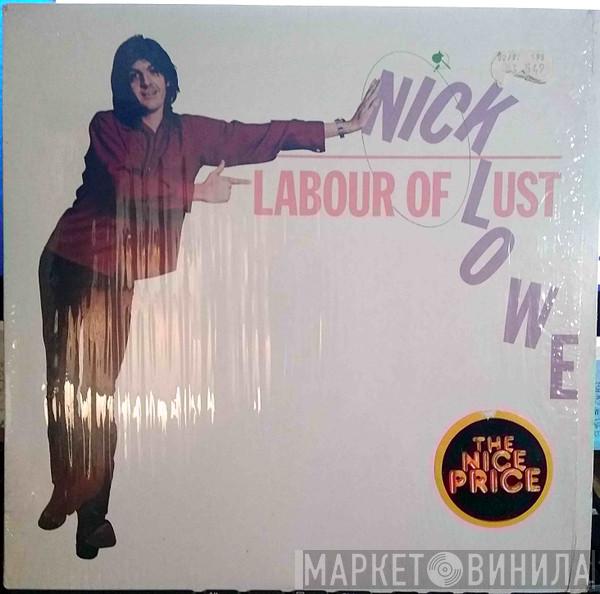 NICK LOWE
LABOUR OF LUST
THE
NICE
PRICE
МАРКЕТ ВИНИЛА